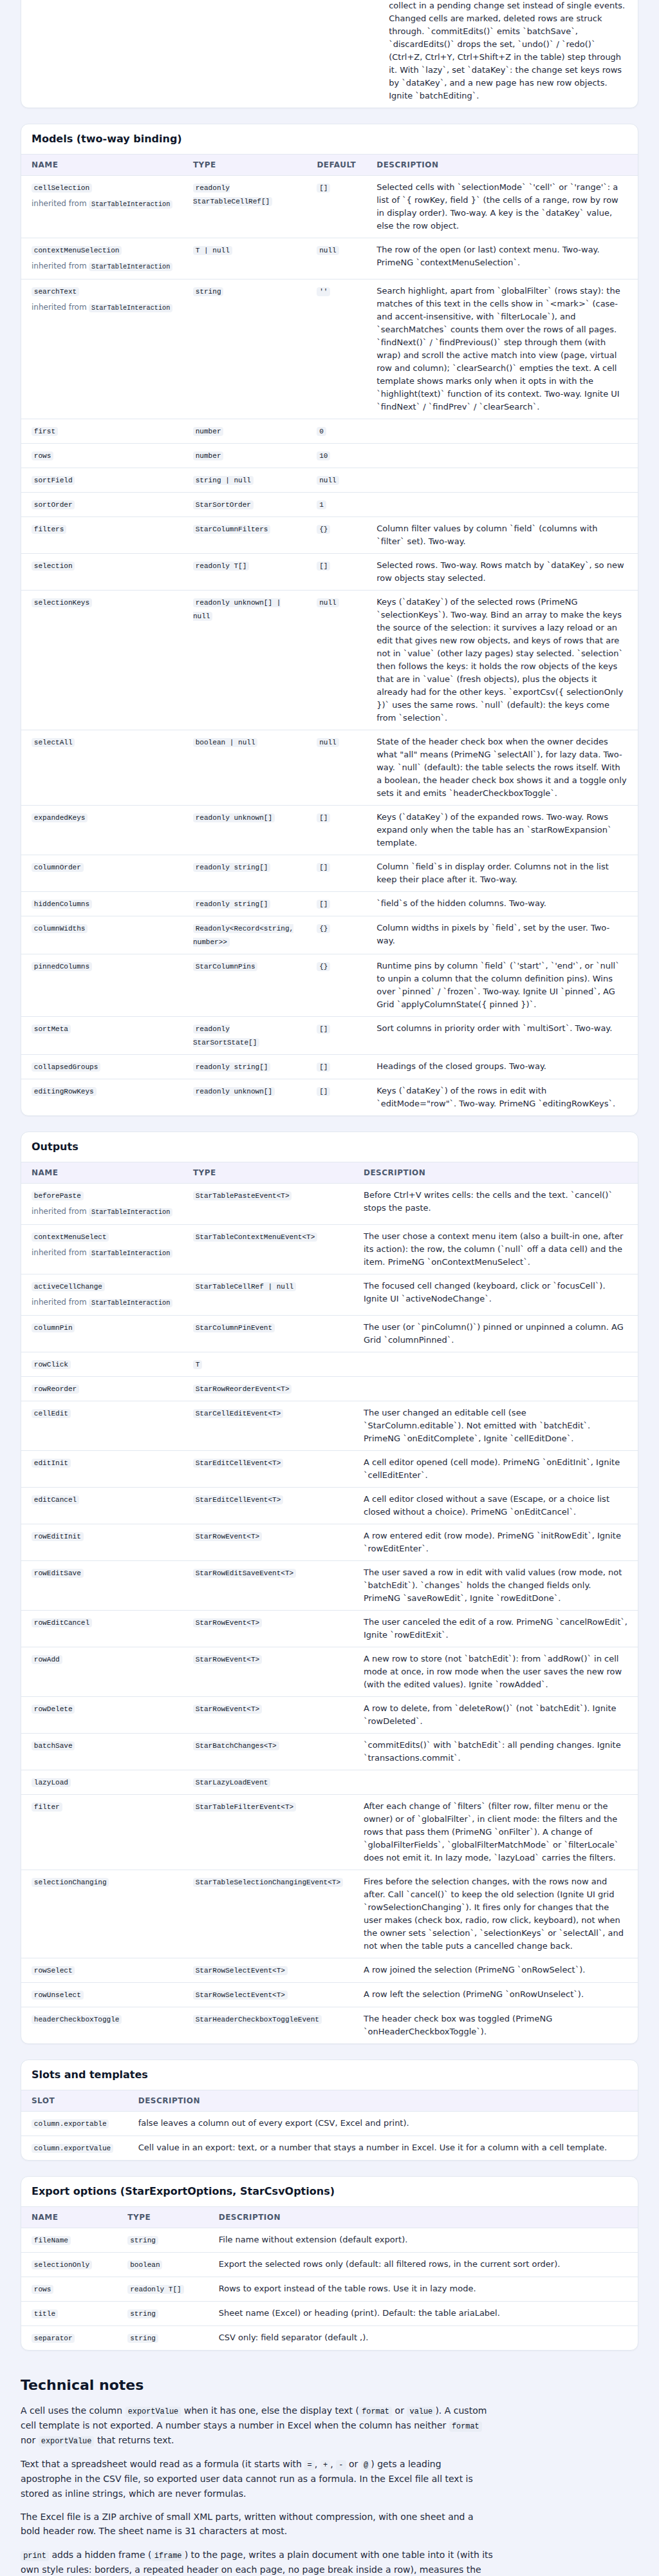 collect in a pending change set instead of single events.
Changed cells are marked, deleted rows are struck
through. `commitEdits()` emits `batchSave`,
`discardEdits()` drops the set, `undo()` / `redo()`
(Ctrl+Z, Ctrl+Y, Ctrl+Shift+Z in the table) step through
it. With `lazy`, set `dataKey`: the change set keys rows
by `dataKey`, and a new page has new row objects.
Ignite `batchEditing`.
Models (two-way binding)
NAME TYPE DEFAULT DESCRIPTION
cellSelection readonly [] Selected cells with `selectionMode` `'cell'` or `'range'`: a
inherited from StarTableInteraction StarTableCellRef[] list of `{ rowKey, field }` (the cells of a range, row by row
in display order). Two-way. A key is the `dataKey` value,
else the row object.
contextMenuSelection T | null null The row of the open (or last) context menu. Two-way.
inherited from StarTableInteraction PrimeNG `contextMenuSelection`.
searchText string '' Search highlight, apart from `globalFilter` (rows stay): the
inherited from StarTableInteraction matches of this text in the cells show in `<mark>` (case-
and accent-insensitive, with `filterLocale`), and
`searchMatches` counts them over the rows of all pages.
`findNext()` / `findPrevious()` step through them (with
wrap) and scroll the active match into view (page, virtual
row and column); `clearSearch()` empties the text. A cell
template shows marks only when it opts in with the
`highlight(text)` function of its context. Two-way. Ignite UI
`findNext` / `findPrev` / `clearSearch`.
first number 0
rows number 10
sortField string | null null
sortOrder StarSortOrder 1
filters StarColumnFilters {} Column filter values by column `field` (columns with
`filter` set). Two-way.
selection readonly T[] [] Selected rows. Two-way. Rows match by `dataKey`, so new
row objects stay selected.
selectionKeys readonly unknown[] | null Keys (`dataKey`) of the selected rows (PrimeNG
null `selectionKeys`). Two-way. Bind an array to make the keys
the source of the selection: it survives a lazy reload or an
edit that gives new row objects, and keys of rows that are
not in `value` (other lazy pages) stay selected. `selection`
then follows the keys: it holds the row objects of the keys
that are in `value` (fresh objects), plus the objects it
already had for the other keys. `exportCsv({ selectionOnly
})` uses the same rows. `null` (default): the keys come
from `selection`.
selectAll boolean | null null State of the header check box when the owner decides
what "all" means (PrimeNG `selectAll`), for lazy data. Two-
way. `null` (default): the table selects the rows itself. With
a boolean, the header check box shows it and a toggle only
sets it and emits `headerCheckboxToggle`.
expandedKeys readonly unknown[] [] Keys (`dataKey`) of the expanded rows. Two-way. Rows
expand only when the table has an `starRowExpansion`
template.
columnOrder readonly string[] [] Column `field`s in display order. Columns not in the list
keep their place after it. Two-way.
hiddenColumns readonly string[] [] `field`s of the hidden columns. Two-way.
columnWidths Readonly<Record<string, {} Column widths in pixels by `field`, set by the user. Two-
number>> way.
pinnedColumns StarColumnPins {} Runtime pins by column `field` (`'start'`, `'end'`, or `null`
to unpin a column that the column definition pins). Wins
over `pinned` / `frozen`. Two-way. Ignite UI `pinned`, AG
Grid `applyColumnState({ pinned })`.
sortMeta readonly [] Sort columns in priority order with `multiSort`. Two-way.
StarSortState[]
collapsedGroups readonly string[] [] Headings of the closed groups. Two-way.
editingRowKeys readonly unknown[] [] Keys (`dataKey`) of the rows in edit with
`editMode="row"`. Two-way. PrimeNG `editingRowKeys`.
Outputs
NAME TYPE DESCRIPTION
beforePaste StarTablePasteEvent<T> Before Ctrl+V writes cells: the cells and the text. `cancel()`
inherited from StarTableInteraction stops the paste.
contextMenuSelect StarTableContextMenuEvent<T> The user chose a context menu item (also a built-in one, after
inherited from StarTableInteraction its action): the row, the column (`null` off a data cell) and the
item. PrimeNG `onContextMenuSelect`.
activeCellChange StarTableCellRef | null The focused cell changed (keyboard, click or `focusCell`).
inherited from StarTableInteraction Ignite UI `activeNodeChange`.
columnPin StarColumnPinEvent The user (or `pinColumn()`) pinned or unpinned a column. AG
Grid `columnPinned`.
rowClick T
rowReorder StarRowReorderEvent<T>
cellEdit StarCellEditEvent<T> The user changed an editable cell (see
`StarColumn.editable`). Not emitted with `batchEdit`.
PrimeNG `onEditComplete`, Ignite `cellEditDone`.
editInit StarEditCellEvent<T> A cell editor opened (cell mode). PrimeNG `onEditInit`, Ignite
`cellEditEnter`.
editCancel StarEditCellEvent<T> A cell editor closed without a save (Escape, or a choice list
closed without a choice). PrimeNG `onEditCancel`.
rowEditInit StarRowEvent<T> A row entered edit (row mode). PrimeNG `initRowEdit`, Ignite
`rowEditEnter`.
rowEditSave StarRowEditSaveEvent<T> The user saved a row in edit with valid values (row mode, not
`batchEdit`). `changes` holds the changed fields only.
PrimeNG `saveRowEdit`, Ignite `rowEditDone`.
rowEditCancel StarRowEvent<T> The user canceled the edit of a row. PrimeNG `cancelRowEdit`,
Ignite `rowEditExit`.
rowAdd StarRowEvent<T> A new row to store (not `batchEdit`): from `addRow()` in cell
mode at once, in row mode when the user saves the new row
(with the edited values). Ignite `rowAdded`.
rowDelete StarRowEvent<T> A row to delete, from `deleteRow()` (not `batchEdit`). Ignite
`rowDeleted`.
batchSave StarBatchChanges<T> `commitEdits()` with `batchEdit`: all pending changes. Ignite
`transactions.commit`.
lazyLoad StarLazyLoadEvent
filter StarTableFilterEvent<T> After each change of `filters` (filter row, filter menu or the
owner) or of `globalFilter`, in client mode: the filters and the
rows that pass them (PrimeNG `onFilter`). A change of
`globalFilterFields`, `globalFilterMatchMode` or `filterLocale`
does not emit it. In lazy mode, `lazyLoad` carries the filters.
selectionChanging StarTableSelectionChangingEvent<T> Fires before the selection changes, with the rows now and
after. Call `cancel()` to keep the old selection (Ignite UI grid
`rowSelectionChanging`). It fires only for changes that the
user makes (check box, radio, row click, keyboard), not when
the owner sets `selection`, `selectionKeys` or `selectAll`, and
not when the table puts a cancelled change back.
rowSelect StarRowSelectEvent<T> A row joined the selection (PrimeNG `onRowSelect`).
rowUnselect StarRowSelectEvent<T> A row left the selection (PrimeNG `onRowUnselect`).
headerCheckboxToggle StarHeaderCheckboxToggleEvent The header check box was toggled (PrimeNG
`onHeaderCheckboxToggle`).
Slots and templates
SLOT DESCRIPTION
column.exportable false leaves a column out of every export (CSV, Excel and print).
column.exportValue Cell value in an export: text, or a number that stays a number in Excel. Use it for a column with a cell template.
Export options (StarExportOptions, StarCsvOptions)
NAME TYPE DESCRIPTION
fileName string File name without extension (default export).
selectionOnly boolean Export the selected rows only (default: all filtered rows, in the current sort order).
rows readonly T[] Rows to export instead of the table rows. Use it in lazy mode.
title string Sheet name (Excel) or heading (print). Default: the table ariaLabel.
separator string CSV only: field separator (default ,).
Technical notes
A cell uses the column exportValue when it has one, else the display text ( format or value ). A custom
cell template is not exported. A number stays a number in Excel when the column has neither format
nor exportValue that returns text.
Text that a spreadsheet would read as a formula (it starts with = , + , - or @ ) gets a leading
apostrophe in the CSV file, so exported user data cannot run as a formula. In the Excel file all text is
stored as inline strings, which are never formulas.
The Excel file is a ZIP archive of small XML parts, written without compression, with one sheet and a
bold header row. The sheet name is 31 characters at most.
print adds a hidden frame ( iframe ) to the page, writes a plain document with one table into it (with its
own style rules: borders, a repeated header on each page, no page break inside a row), measures the